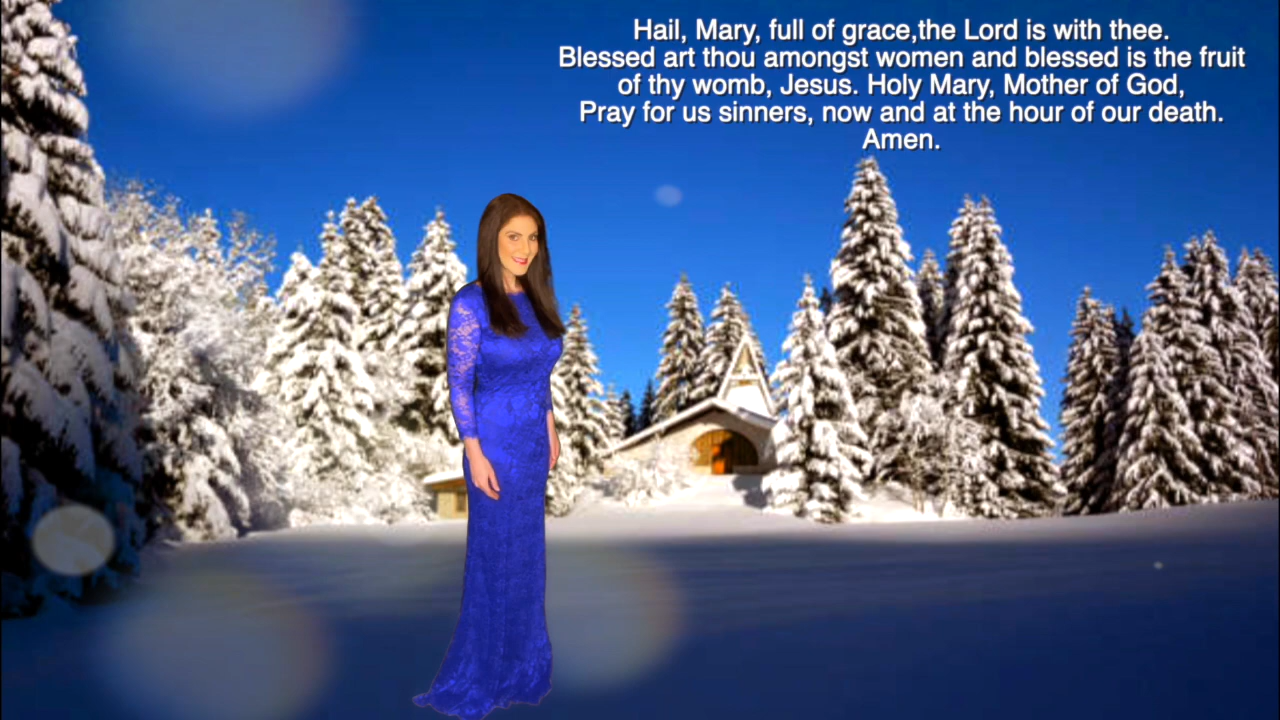 Hail, Mary, full of grace,the Lord is with thee.
Blessed art thou amongst women and blessed is the fruit
of thy womb, Jesus. Holy Mary, Mother of God,
Pray for us sinners, now and at the hour of our death.
Amen.